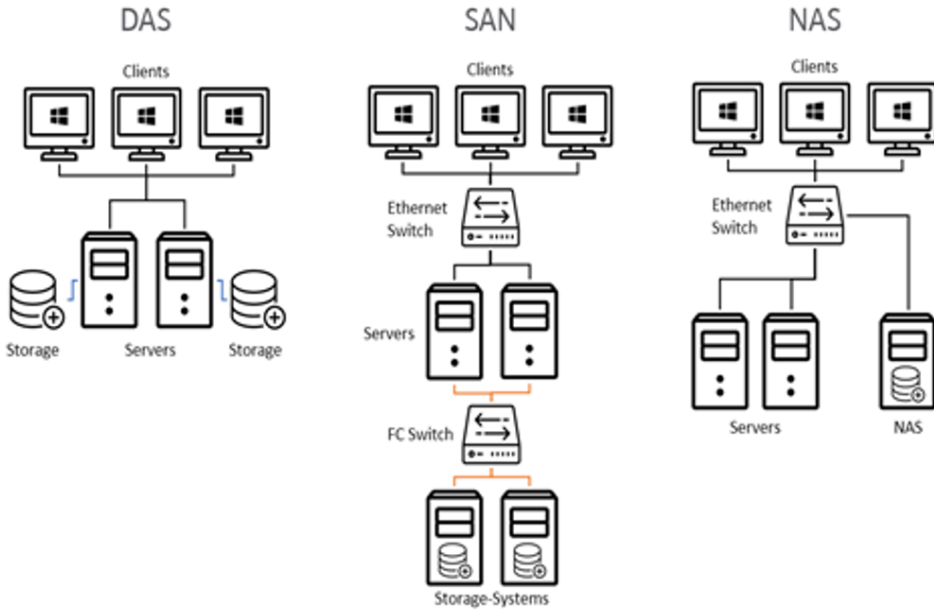 DAS
SAN
NAS
Clients
Clients
Clients
Ethernet
Switch
Ethernet
Switch
Storage
Servers
Storage
Servers
FC Switch
Servers
NAS
Storage-Systems